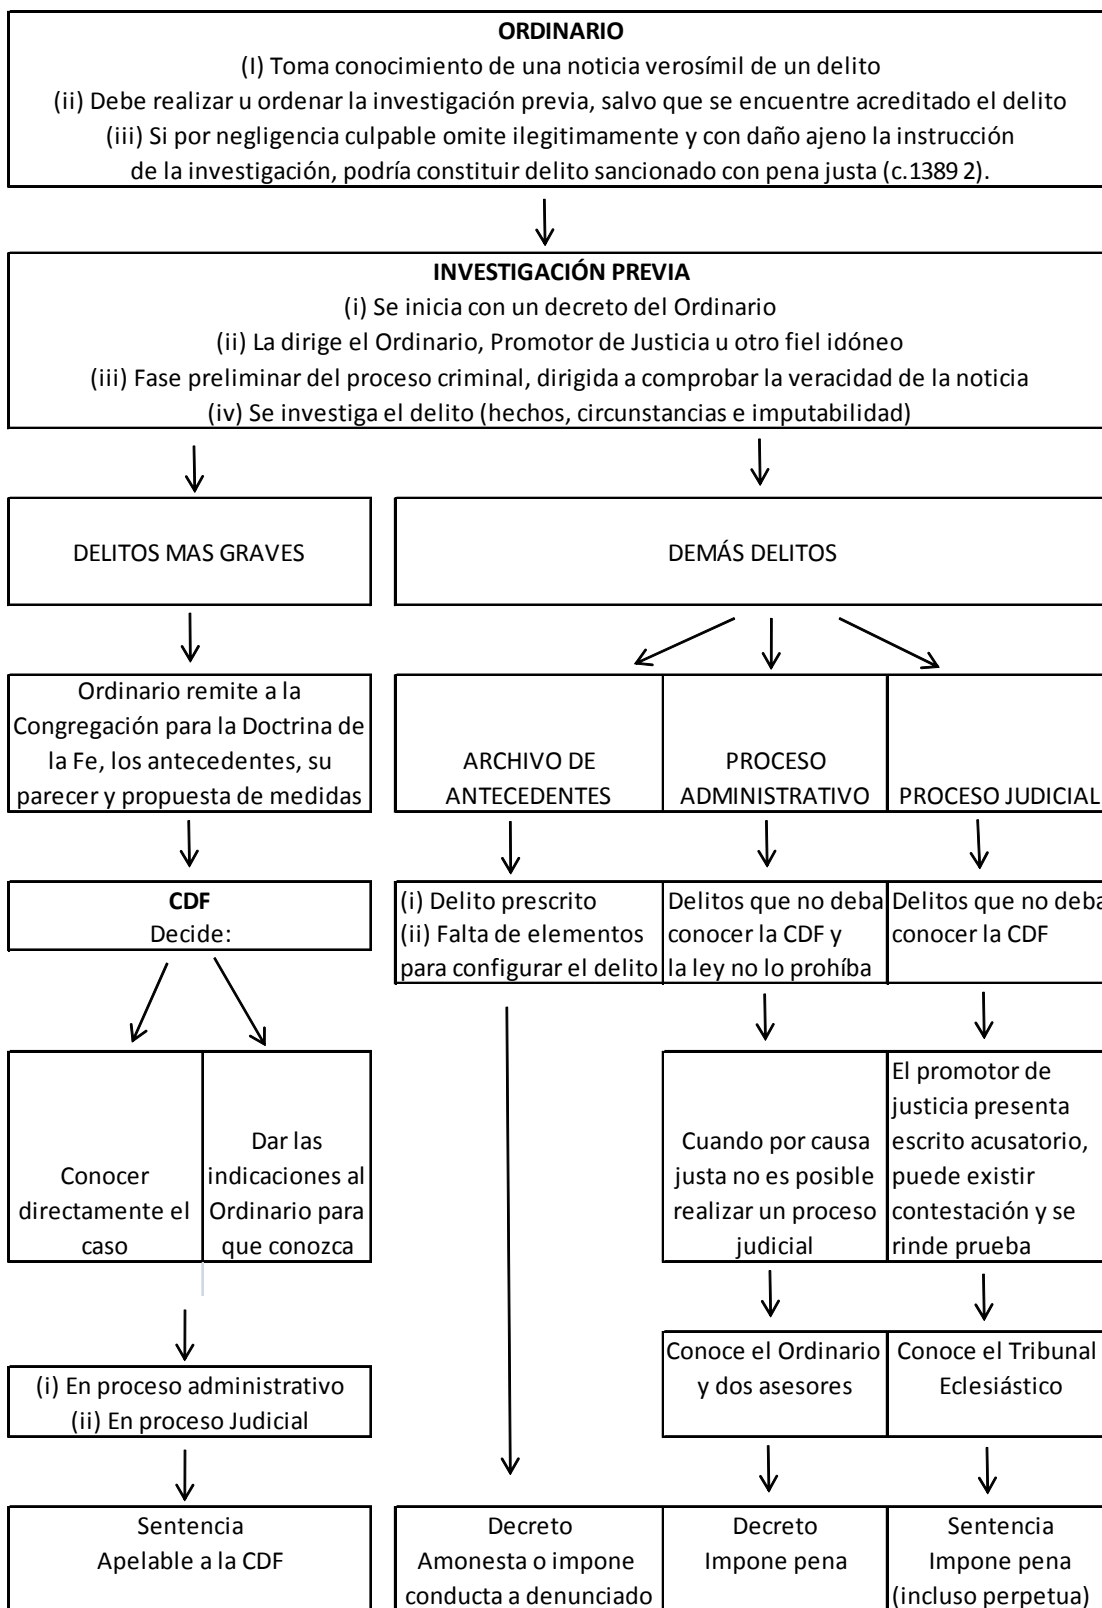 ORDINARIO
(I) Toma conocimiento de una noticia verosímil de un delito
(ii) Debe realizar u ordenar la investigación previa, salvo que se encuentre acreditado el delito
(iii) Si por negligencia culpable omite ilegitimamente y con daño ajeno la instrucción
de la investigación, podría constituir delito sancionado con pena justa (c.1389 2).
INVESTIGACIÓN PREVIA
(i) Se inicia con un decreto del Ordinario
(ii) La dirige el Ordinario, Promotor de Justicia u otro fiel idóneo
(iii) Fase preliminar del proceso criminal, dirigida a comprobar la veracidad de la noticia
(iv) Se investiga el delito (hechos, circunstancias e imputabilidad)
DELITOS MAS GRAVES
DEMÁS DELITOS
Ordinario remite a la
Congregación para la Doctrina de
la Fe, los antecedentes, su
parecer y propuesta de medidas
ARCHIVO DE
ANTECEDENTES
PROCESO
ADMINISTRATIVO
PROCESO JUDICIAL
CDF
Decide:
(i) Delito prescrito
(ii) Falta de elementos
para configurar el delito
Delitos que no deba
conocer la CDF y
la ley no lo prohíba
Delitos que no deba
conocer la CDF
Conocer
directamente el
caso
Dar las
indicaciones al
Ordinario para
que conozca
Cuando por causa
justa no es posible
realizar un proceso
judicial
El promotor de
justicia presenta
escrito acusatorio,
puede existir
contestación y se
rinde prueba
(i) En proceso administrativo
(ii) En proceso Judicial
Conoce el Ordinario
y dos asesores
Conoce el Tribunal
Eclesiástico
Sentencia
Apelable a la CDF
Decreto
Amonesta o impone
conducta a denunciado
Decreto
Impone pena
Sentencia
Impone pena
(incluso perpetua)